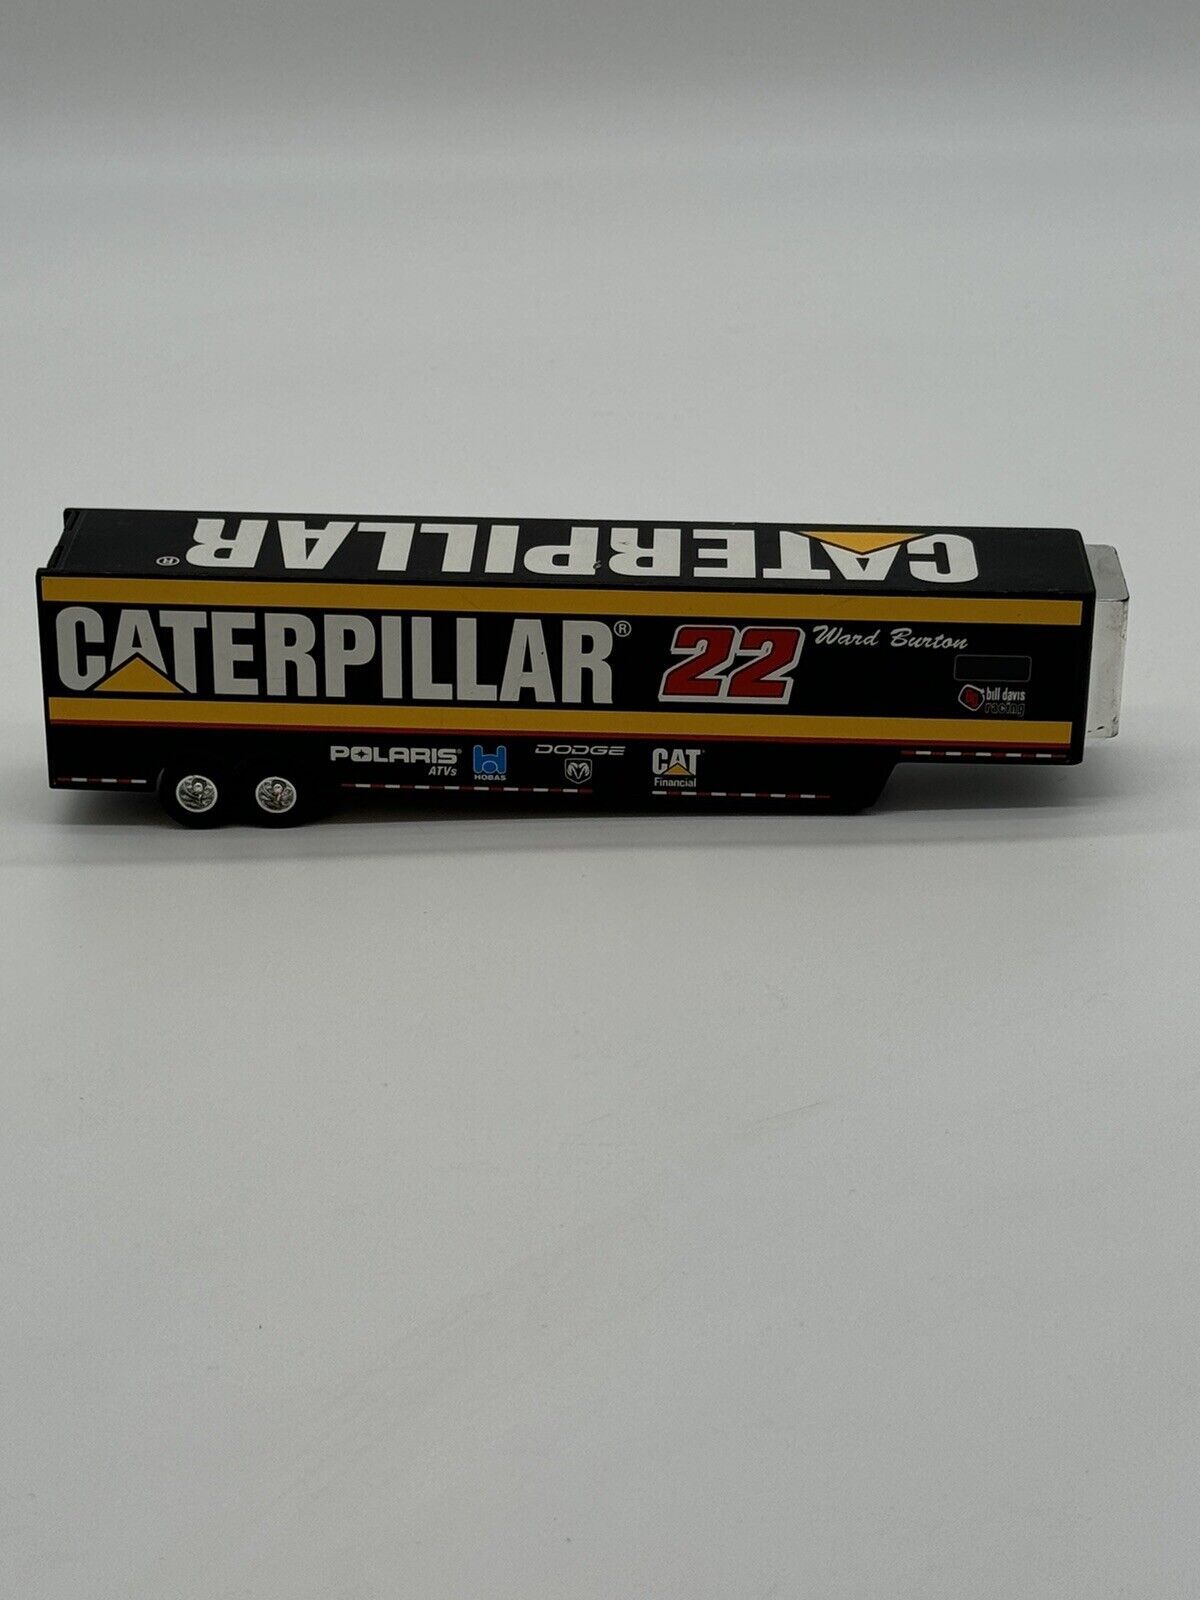 CATERPILLAR ®
CATERPILLAR® 22 Ward Burton
bill davis
racing
POLARIS® ATVs
HOBAS
DODGE
CAT®
Financial